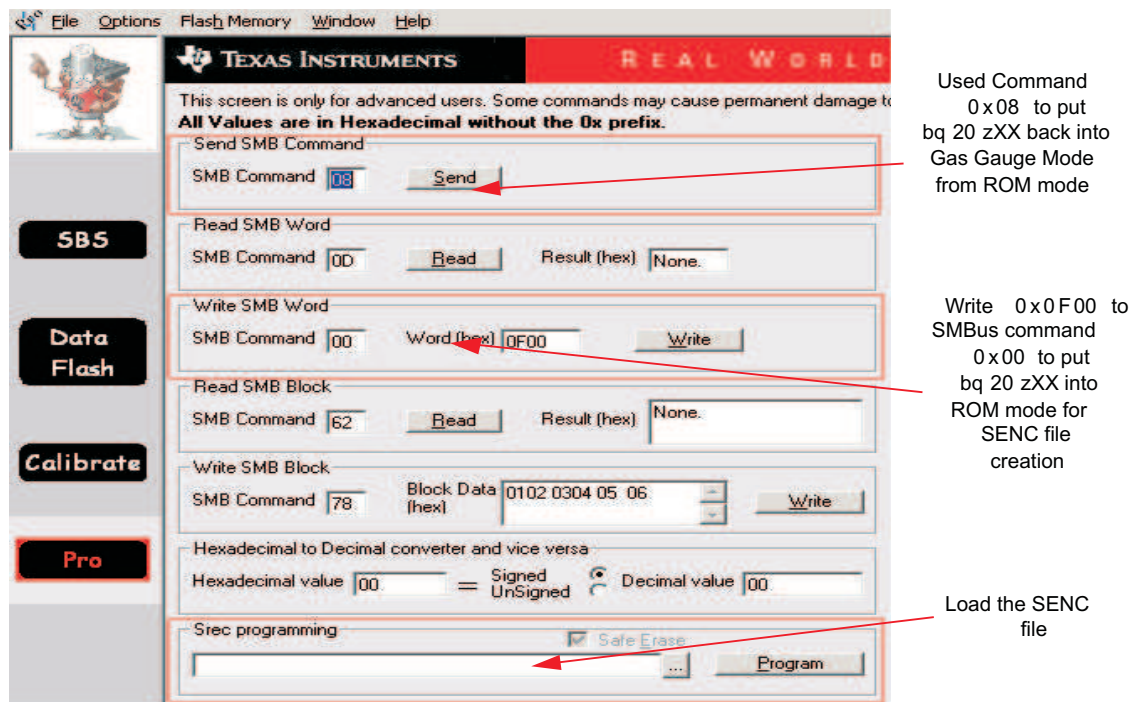 File Options Flash Memory Window Help
TEXAS INSTRUMENTS REAL WORLD
This screen is only for advanced users. Some commands may cause permanent damage
All Values are in Hexadecimal without the 0x prefix.
Send SMB Command
SMB Command 08 Send
Used Command
0x08 to put
bq 20 zXX back into
Gas Gauge Mode
from ROM mode
SBS
Read SMB Word
SMB Command 0D Read Result (hex) None.
Data
Flash
Write SMB Word
SMB Command 00 Word (hex) 0F00 Write
Write 0x0F00 to
SMBus command
0x00 to put
bq 20 zXX into
ROM mode for
SENC file
creation
Read SMB Block
SMB Command 62 Read Result (hex) None.
Calibrate
Write SMB Block
SMB Command 78 Block Data
(hex) 0102 0304 05 06 Write
Pro
Hexadecimal to Decimal converter and vice versa
Hexadecimal value 00 = Signed
UnSigned Decimal value 00
Srec programming
Safe Erase
... Program
Load the SENC
file